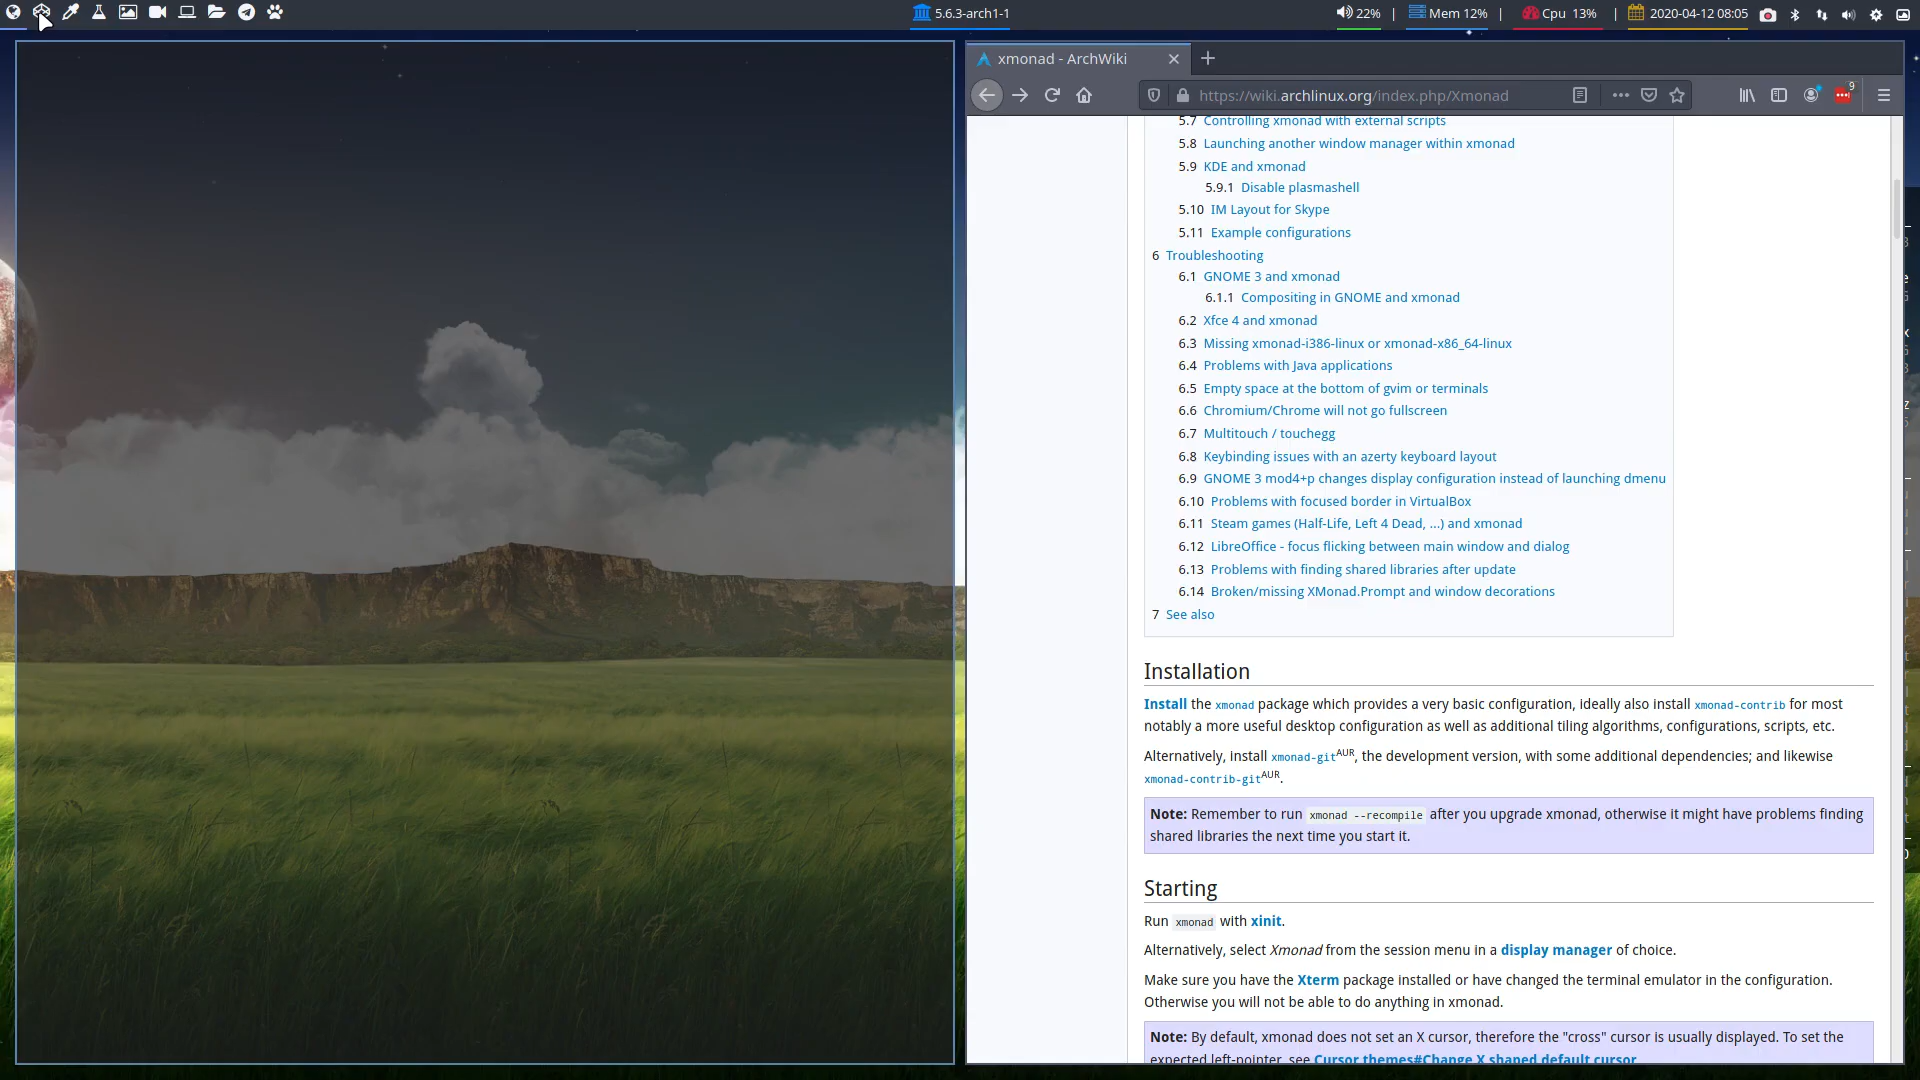 5.6.3-arch1-1
22% | Mem 12% | Cpu 13% | 2020-04-12 08:05
xmonad - ArchWiki
https://wiki.archlinux.org/index.php/Xmonad
9
5.7 Controlling xmonad with external scripts
5.8 Launching another window manager within xmonad
5.9 KDE and xmonad
5.9.1 Disable plasmashell
5.10 IM Layout for Skype
5.11 Example configurations
6 Troubleshooting
6.1 GNOME 3 and xmonad
6.1.1 Compositing in GNOME and xmonad
6.2 Xfce 4 and xmonad
6.3 Missing xmonad-i386-linux or xmonad-x86_64-linux
6.4 Problems with Java applications
6.5 Empty space at the bottom of gvim or terminals
6.6 Chromium/Chrome will not go fullscreen
6.7 Multitouch / touchegg
6.8 Keybinding issues with an azerty keyboard layout
6.9 GNOME 3 mod4+p changes display configuration instead of launching dmenu
6.10 Problems with focused border in VirtualBox
6.11 Steam games (Half-Life, Left 4 Dead, ...) and xmonad
6.12 LibreOffice - focus flicking between main window and dialog
6.13 Problems with finding shared libraries after update
6.14 Broken/missing XMonad.Prompt and window decorations
7 See also
Installation
Install the xmonad package which provides a very basic configuration, ideally also install xmonad-contrib for most
notably a more useful desktop configuration as well as additional tiling algorithms, configurations, scripts, etc.
Alternatively, install xmonad-gitAUR, the development version, with some additional dependencies; and likewise
xmonad-contrib-gitAUR.
Note: Remember to run xmonad --recompile after you upgrade xmonad, otherwise it might have problems finding
shared libraries the next time you start it.
Starting
Run xmonad with xinit.
Alternatively, select Xmonad from the session menu in a display manager of choice.
Make sure you have the Xterm package installed or have changed the terminal emulator in the configuration.
Otherwise you will not be able to do anything in xmonad.
Note: By default, xmonad does not set an X cursor, therefore the "cross" cursor is usually displayed. To set the
expected left-pointer, see Cursor themes#Change X shaped default cursor